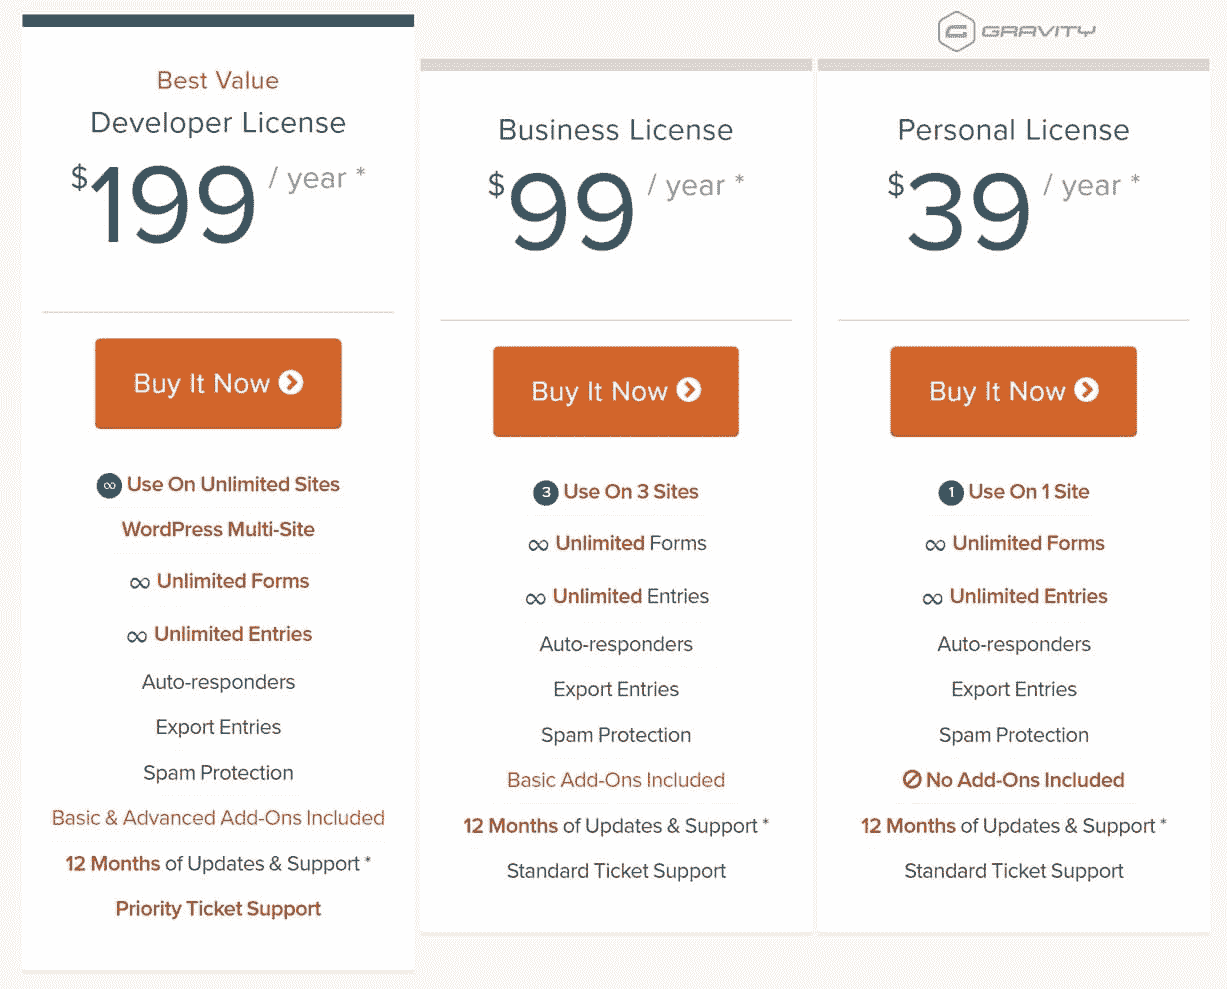 GRAVITY
Best Value
Developer License
$199 / year *
Buy It Now
∞ Use On Unlimited Sites
WordPress Multi-Site
∞ Unlimited Forms
∞ Unlimited Entries
Auto-responders
Export Entries
Spam Protection
Basic & Advanced Add-Ons Included
12 Months of Updates & Support *
Priority Ticket Support
Business License
$99 / year *
Buy It Now
3 Use On 3 Sites
∞ Unlimited Forms
∞ Unlimited Entries
Auto-responders
Export Entries
Spam Protection
Basic Add-Ons Included
12 Months of Updates & Support *
Standard Ticket Support
Personal License
$39 / year *
Buy It Now
1 Use On 1 Site
∞ Unlimited Forms
∞ Unlimited Entries
Auto-responders
Export Entries
Spam Protection
No Add-Ons Included
12 Months of Updates & Support *
Standard Ticket Support